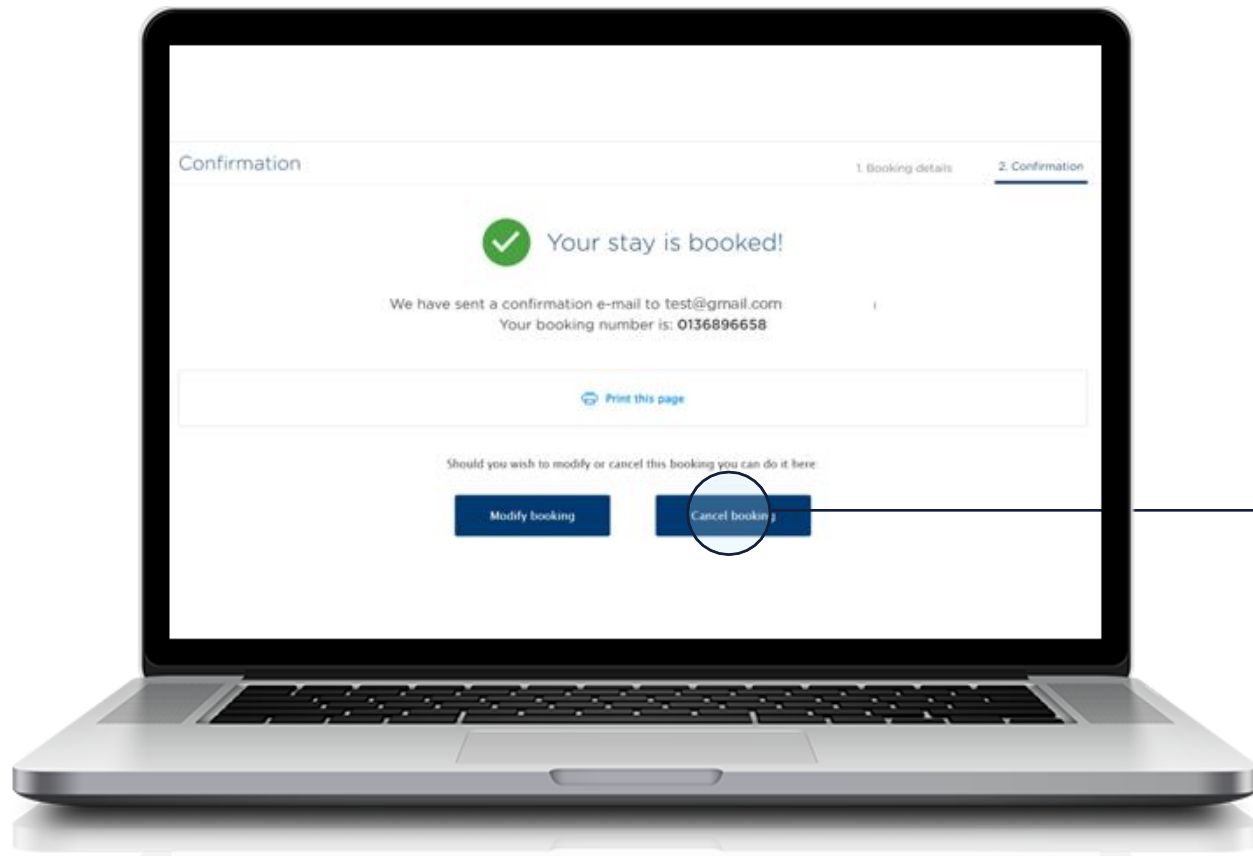 Confirmation
1. Booking details
2. Confirmation
Your stay is booked!
We have sent a confirmation e-mail to test@gmail.com
Your booking number is: 0136896658
Print this page
Should you wish to modify or cancel this booking you can do it here
Modify booking
Cancel booking